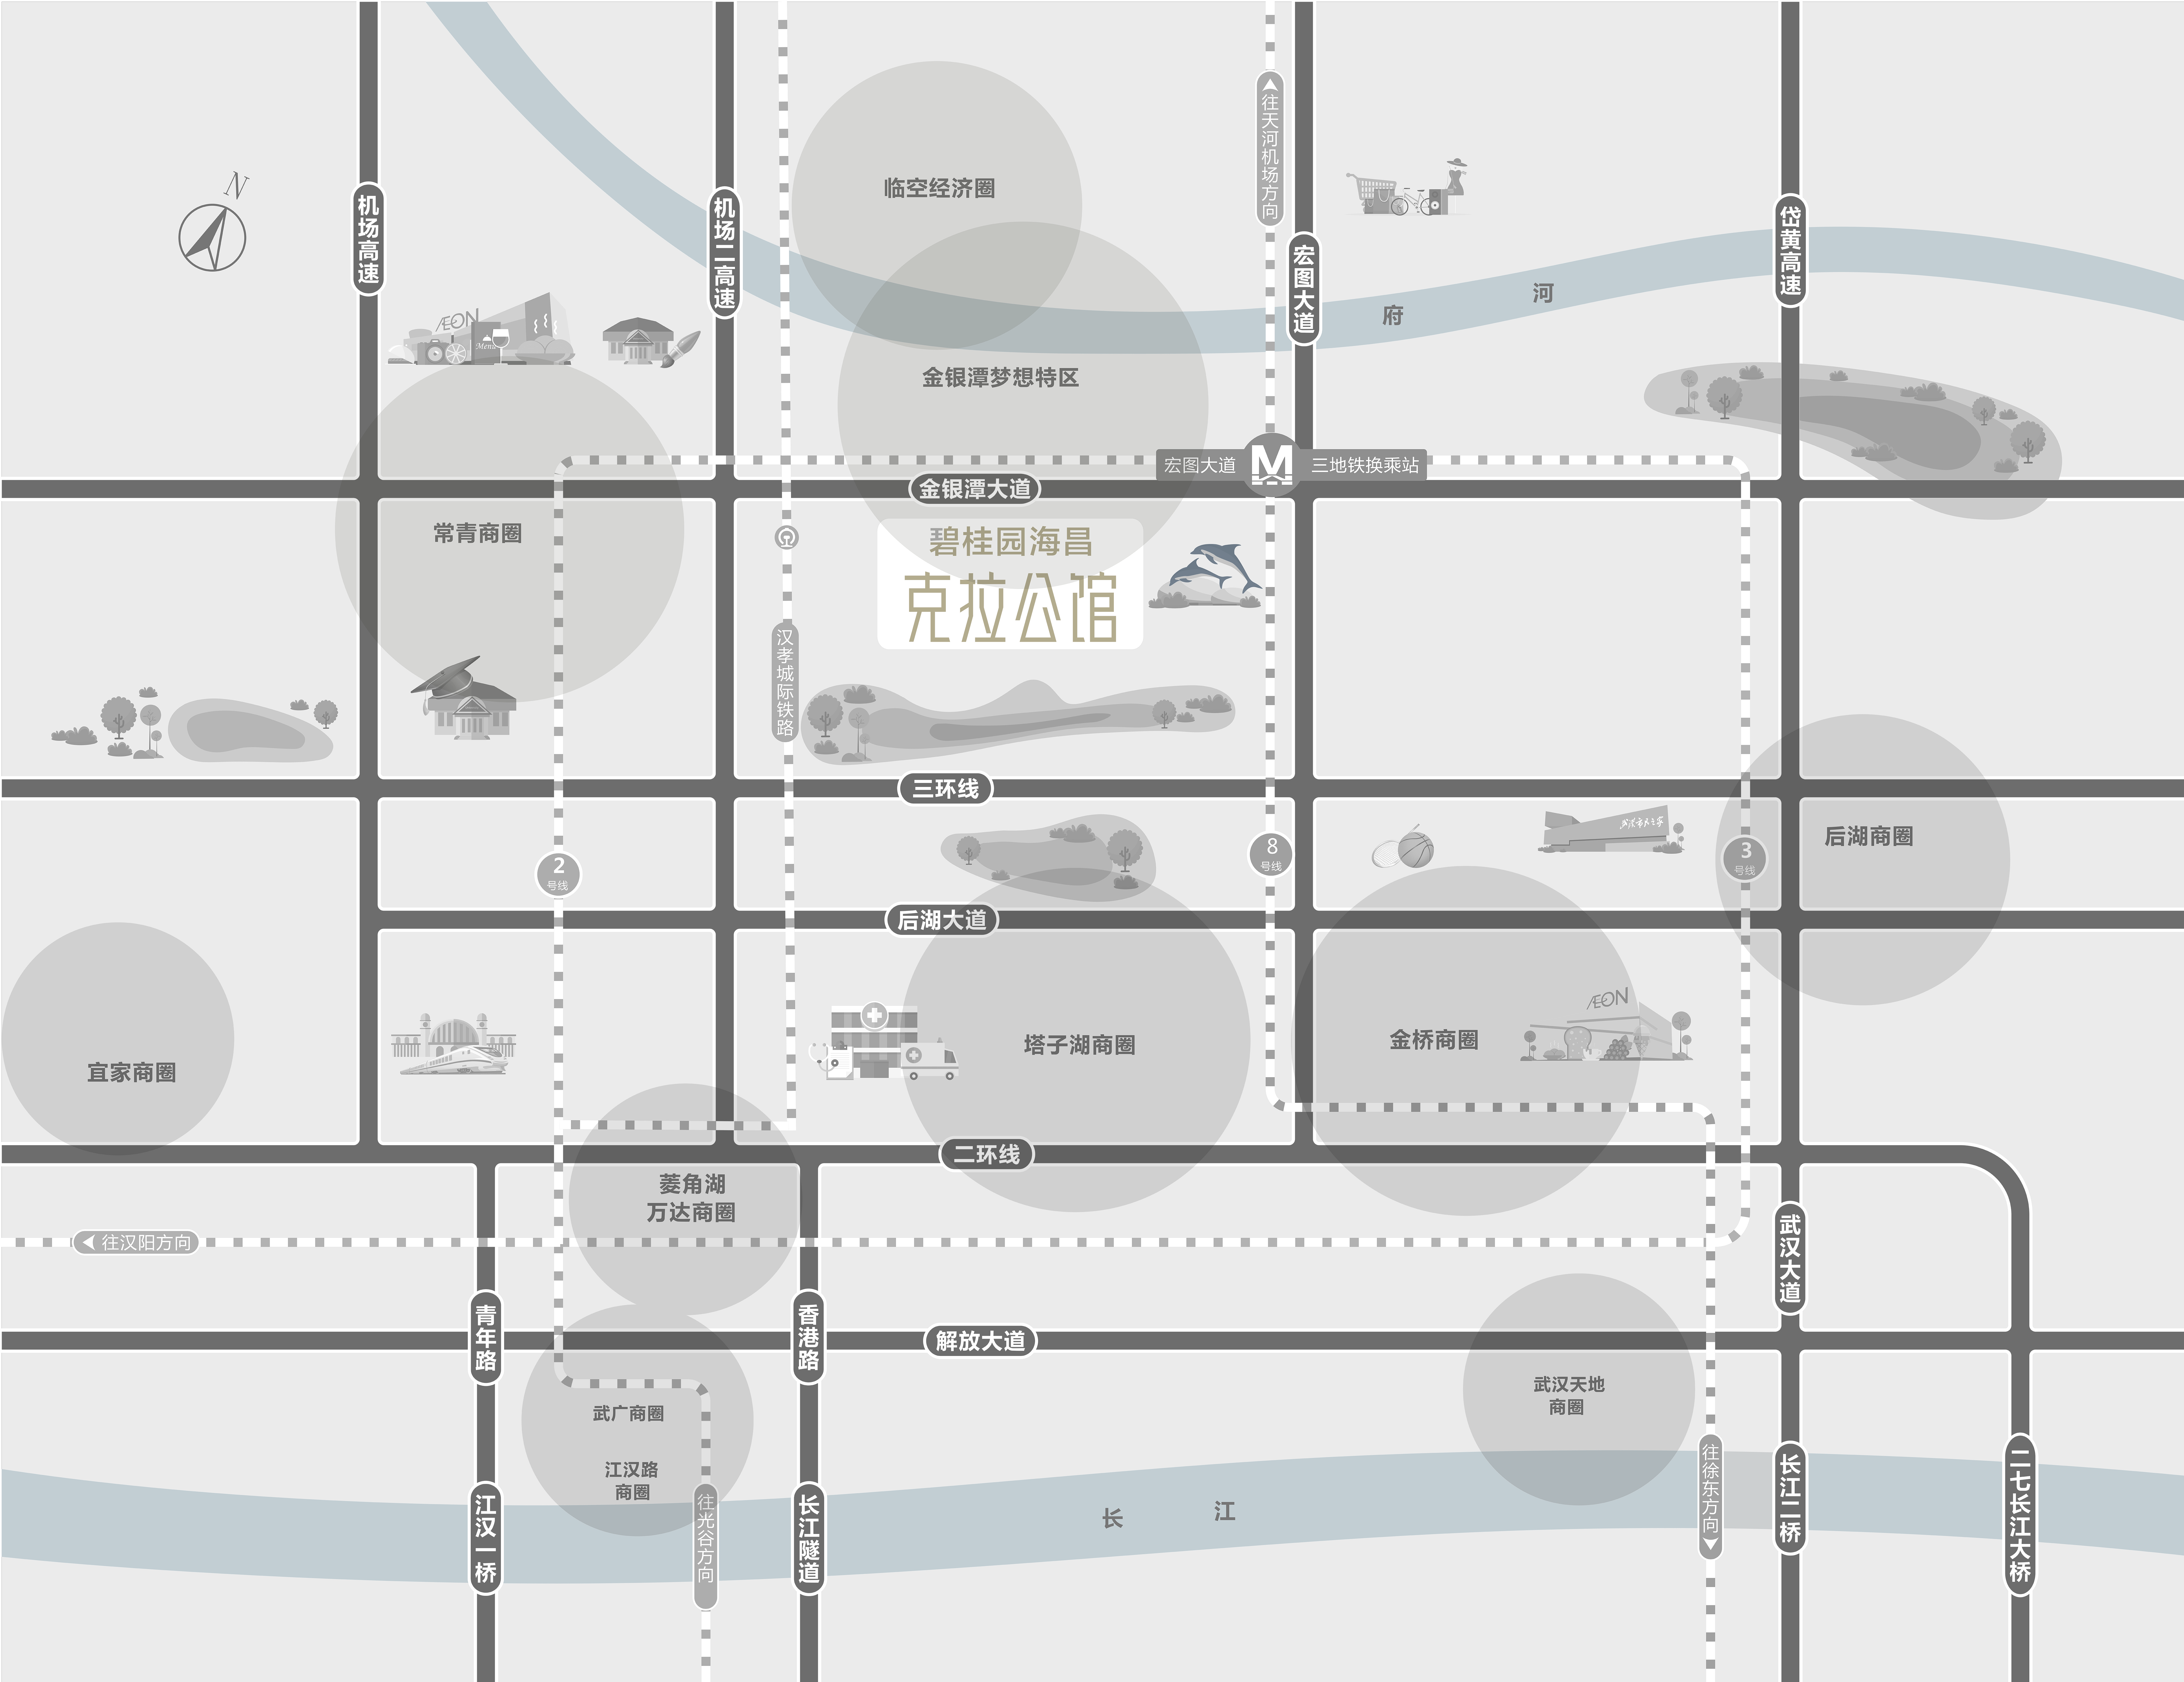 往天河机场方向
N
机场高速
机场二高速
临空经济圈
宏图大道
岱黄高速
府河
ÆON
Menu
金银潭梦想特区
宏图大道
三地铁换乘站
金银潭大道
常青商圈
碧桂园海昌
克拉公馆
汉孝城际铁路
三环线
2
号线
8
号线
3
号线
后湖商圈
后湖大道
ÆON
宜家商圈
塔子湖商圈
金桥商圈
二环线
菱角湖
万达商圈
往汉阳方向
武汉大道
青年路
香港路
解放大道
武广商圈
武汉天地
商圈
江汉路
商圈
往光谷方向
江汉一桥
长江隧道
长江
往徐东方向
长江二桥
二七长江大桥